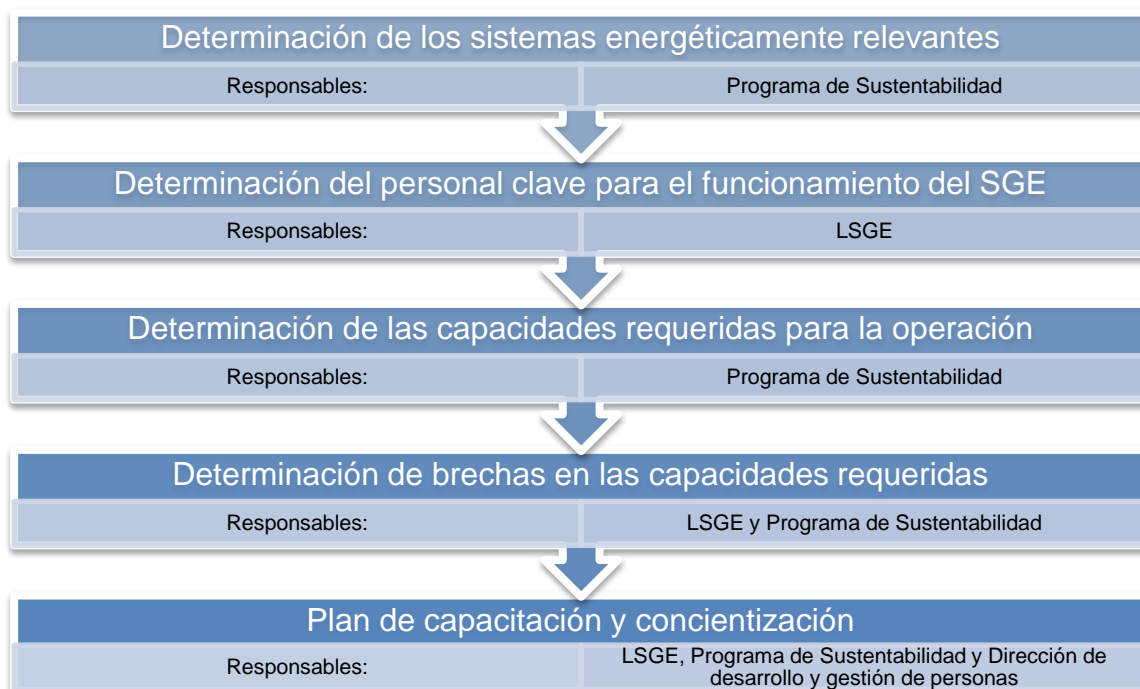 Determinación de los sistemas energéticamente relevantes
Responsables: Programa de Sustentabilidad
Determinación del personal clave para el funcionamiento del SGE
Responsables: LSGE
Determinación de las capacidades requeridas para la operación
Responsables: Programa de Sustentabilidad
Determinación de brechas en las capacidades requeridas
Responsables: LSGE y Programa de Sustentabilidad
Plan de capacitación y concientización
Responsables: LSGE, Programa de Sustentabilidad y Dirección de
desarrollo y gestión de personas